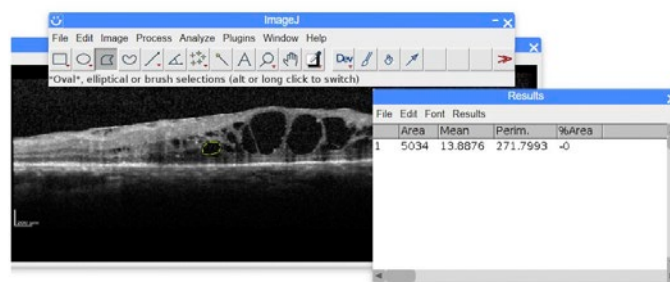 ImageJ
File Edit Image Process Analyze Plugins Window Help
Dev
*Oval*, elliptical or brush selections (alt or long click to switch)
Results
File Edit Font Results
Area Mean Perim. %Area
1 5034 13.8876 271.7993 -0